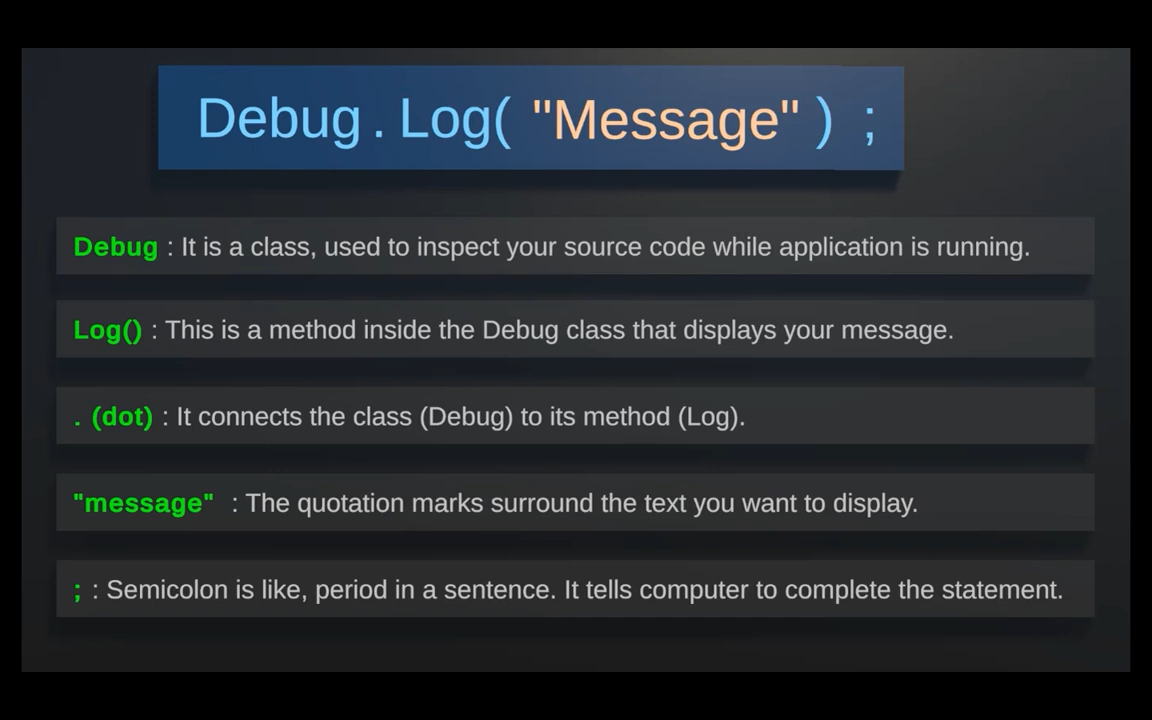 Debug . Log( "Message" ) ;
Debug : It is a class, used to inspect your source code while application is running.
Log() : This is a method inside the Debug class that displays your message.
. (dot) : It connects the class (Debug) to its method (Log).
"message" : The quotation marks surround the text you want to display.
; : Semicolon is like, period in a sentence. It tells computer to complete the statement.